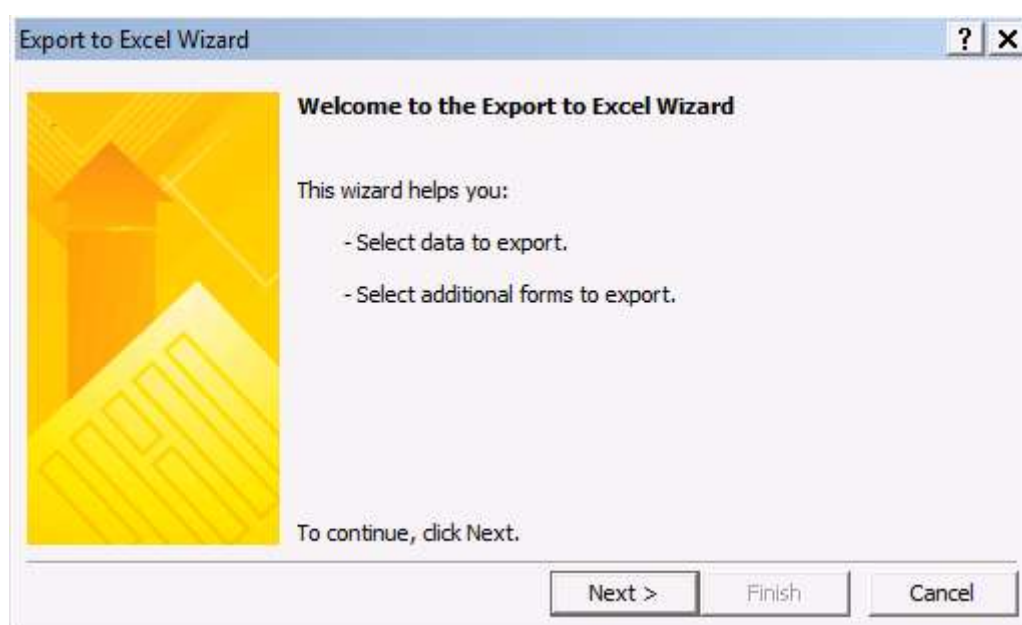 Export to Excel Wizard
? X
Welcome to the Export to Excel Wizard
This wizard helps you:
- Select data to export.
- Select additional forms to export.
To continue, click Next.
Next > Finish Cancel